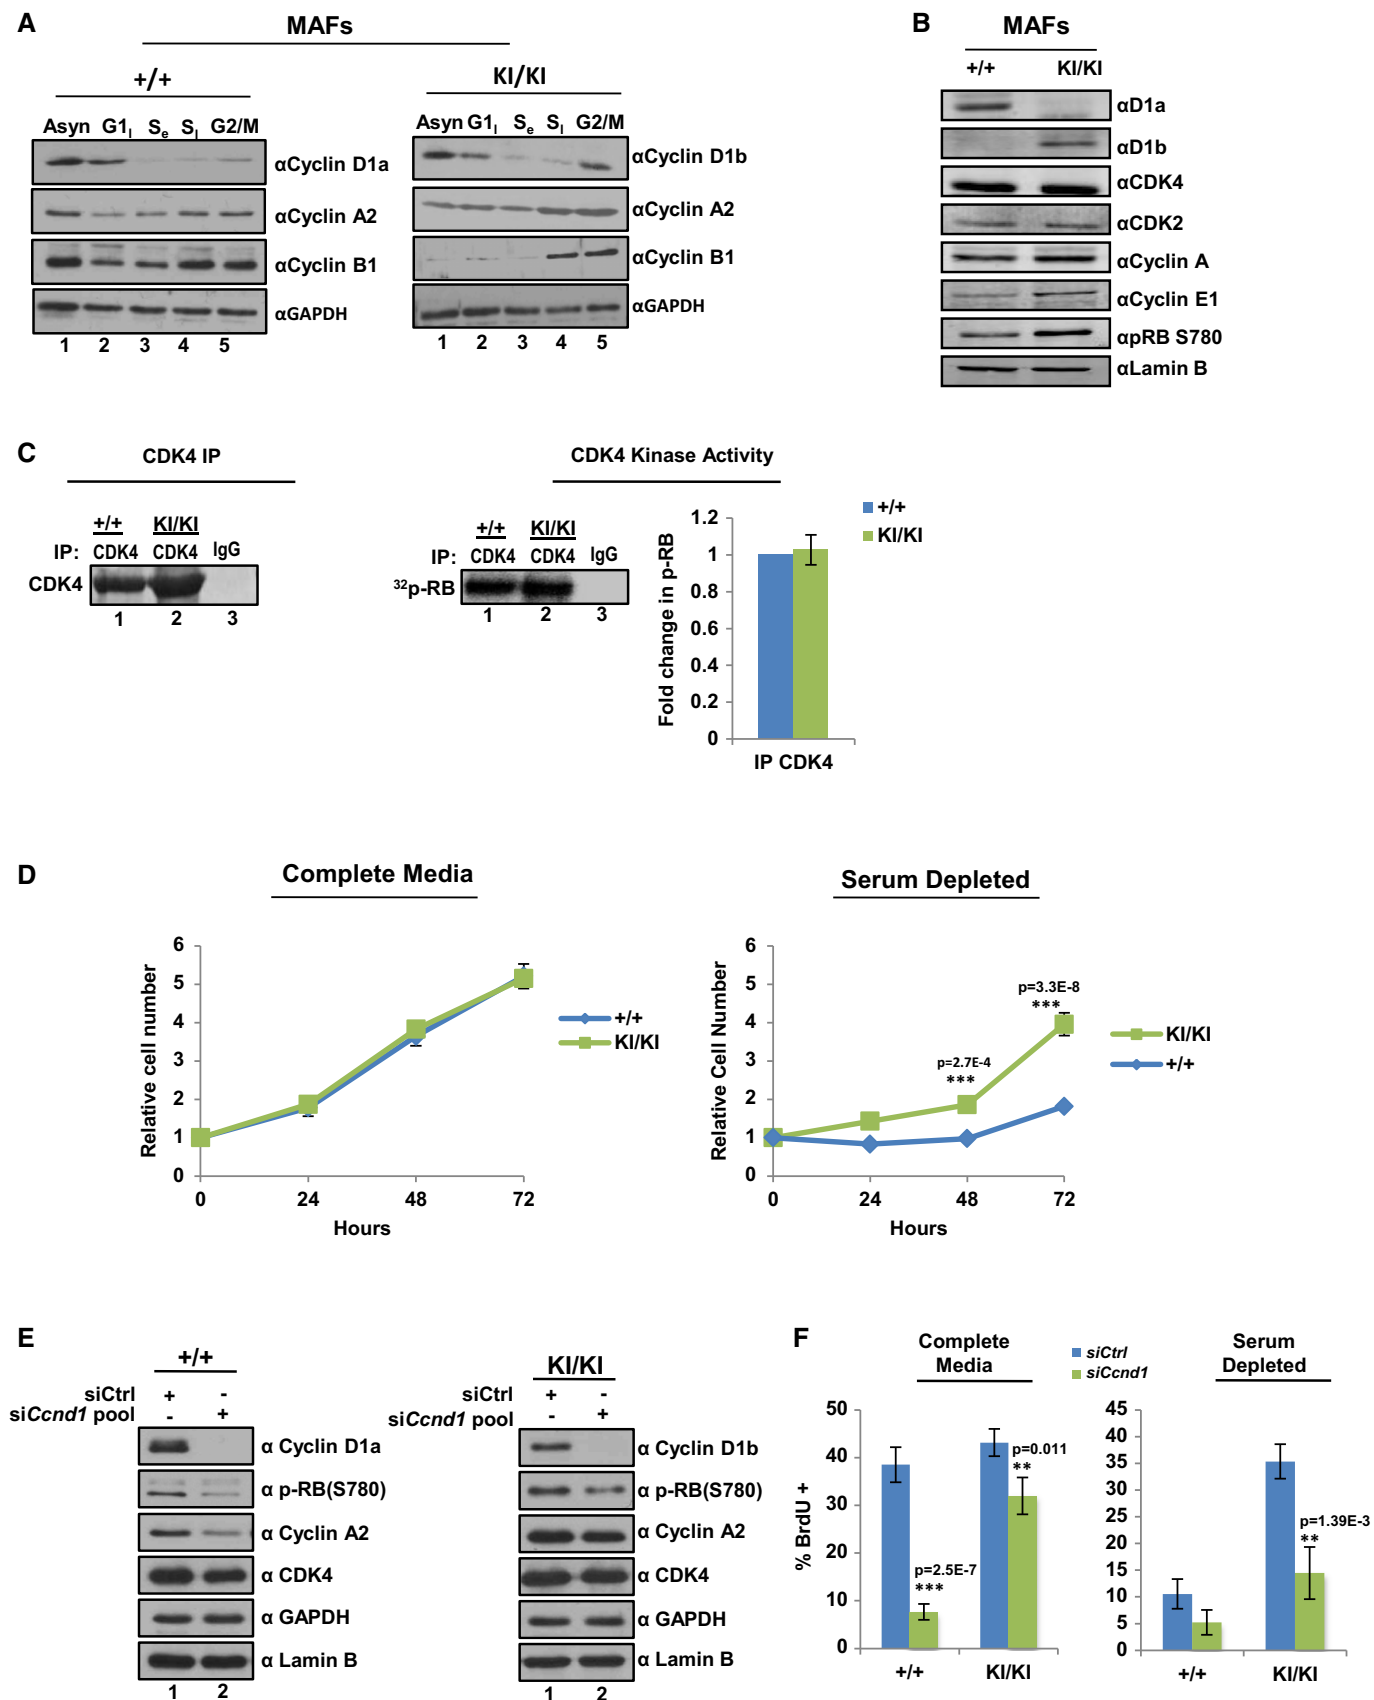 A
MAFs
+/+
KI/KI
Asyn G1l Se Sl G2/M
Asyn G1l Se Sl G2/M
αCyclin D1a
αCyclin A2
αCyclin B1
αGAPDH
1 2 3 4 5
αCyclin D1b
αCyclin A2
αCyclin B1
αGAPDH
1 2 3 4 5
B
MAFs
+/+ KI/KI
αD1a
αD1b
αCDK4
αCDK2
αCyclin A
αCyclin E1
αpRB S780
αLamin B
C
CDK4 IP
+/+ KI/KI
IP: CDK4 CDK4 IgG
CDK4
1 2 3
CDK4 Kinase Activity
+/+ KI/KI
IP: CDK4 CDK4 IgG
32p-RB
1 2 3
Fold change in p-RB
1.2
1
0.8
0.6
0.4
0.2
0
IP CDK4
+/+
KI/KI
D
Complete Media
Relative cell number
6
5
4
3
2
1
0
0 24 48 72
Hours
+/+
KI/KI
Serum Depleted
Relative Cell Number
6
5
4
3
2
1
0
p=2.7E-4
***
p=3.3E-8
***
0 24 48 72
Hours
KI/KI
+/+
E
+/+
siCtrl + -
siCcnd1 pool - +
α Cyclin D1a
α p-RB(S780)
α Cyclin A2
α CDK4
α GAPDH
α Lamin B
1 2
KI/KI
siCtrl + -
siCcnd1 pool - +
α Cyclin D1b
α p-RB(S780)
α Cyclin A2
α CDK4
α GAPDH
α Lamin B
1 2
F
Complete
Media
% BrdU +
50
40
30
20
10
0
p=2.5E-7
***
p=0.011
**
+/+ KI/KI
siCtrl
siCcnd1
Serum
Depleted
45
40
35
30
25
20
15
10
5
0
p=1.39E-3
**
+/+ KI/KI